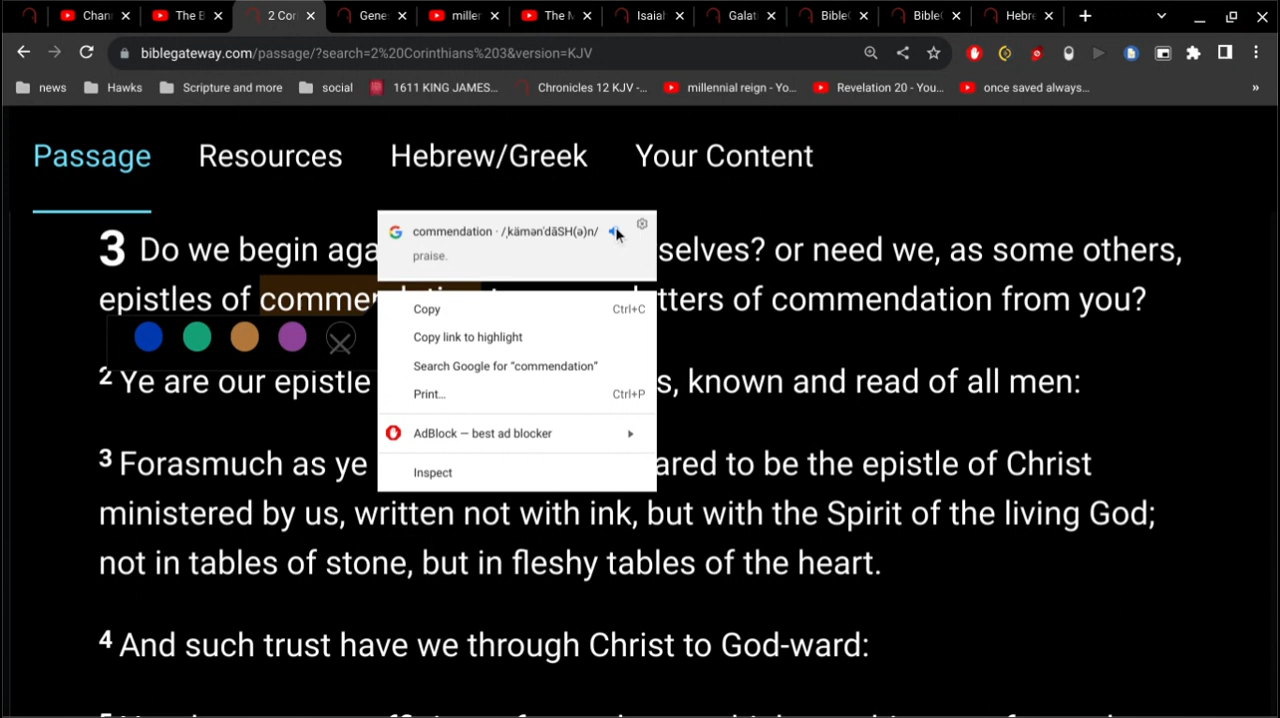 Chann
The B
2 Cor
Gene
miller
The M
Isaiah
Galat
Bible
Bible
Hebre
biblegateway.com/passage/?search=2%20Corinthians%203&version=KJV
news Hawks Scripture and more social 1611 KING JAMES... Chronicles 12 KJV -... millennial reign - Yo... Revelation 20 - You... once saved always... »
Passage Resources Hebrew/Greek Your Content
commendation · /ˌkämənˈdāSH(ə)n/
praise.
3 Do we begin aga selves? or need we, as some others,
epistles of commen tters of commendation from you?
Copy Ctrl+C
Copy link to highlight
Search Google for “commendation”
Print... Ctrl+P
AdBlock — best ad blocker
Inspect
2 Ye are our epistle s, known and read of all men:
3 Forasmuch as ye ared to be the epistle of Christ
ministered by us, written not with ink, but with the Spirit of the living God;
not in tables of stone, but in fleshy tables of the heart.
4 And such trust have we through Christ to God-ward: